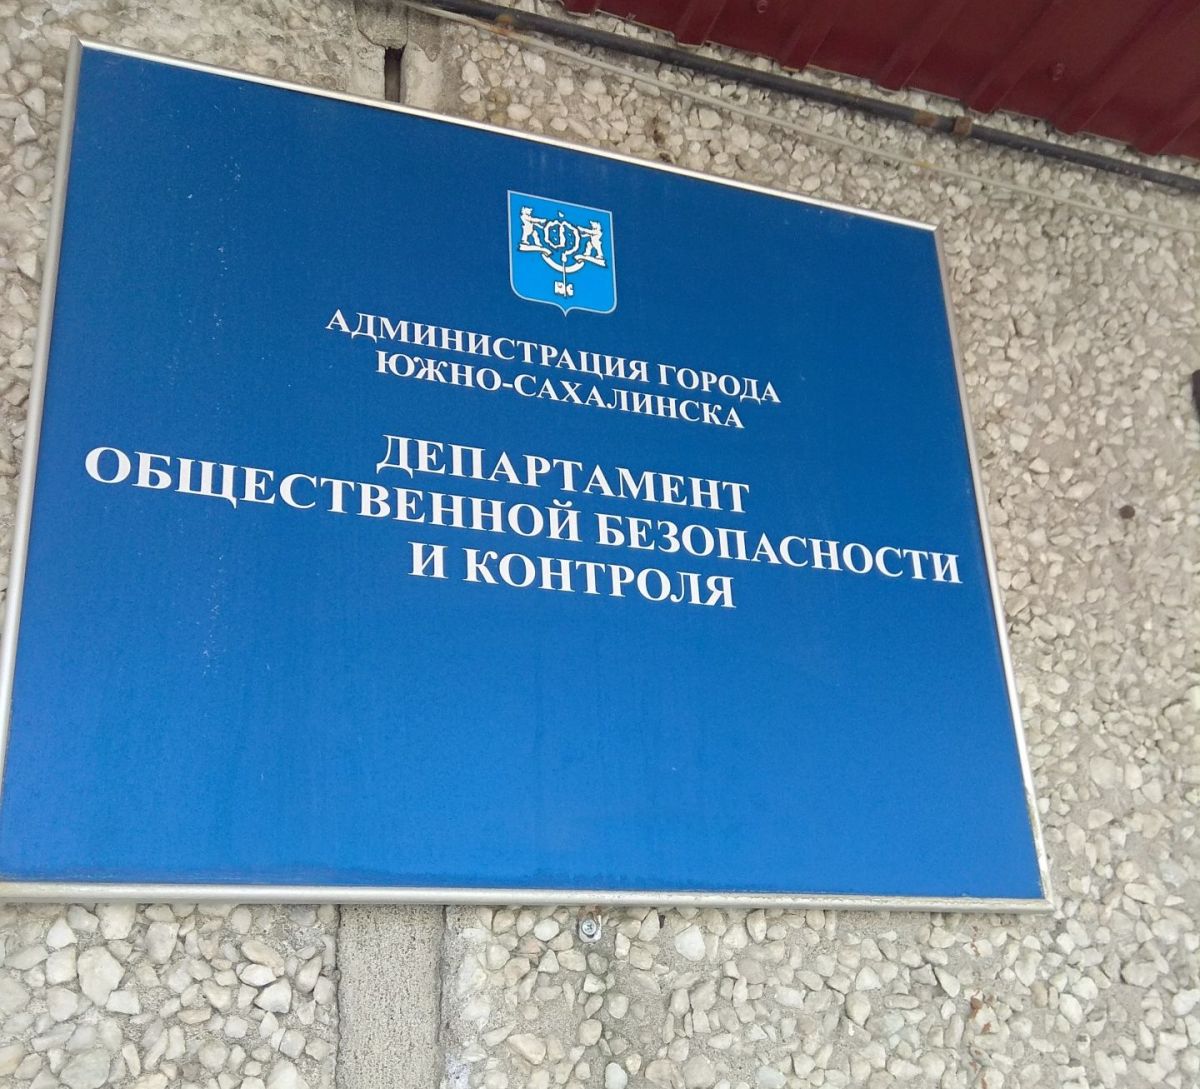 АДМИНИСТРАЦИЯ ГОРОДА
ЮЖНО-САХАЛИНСКА
ДЕПАРТАМЕНТ
ОБЩЕСТВЕННОЙ БЕЗОПАСНОСТИ
И КОНТРОЛЯ